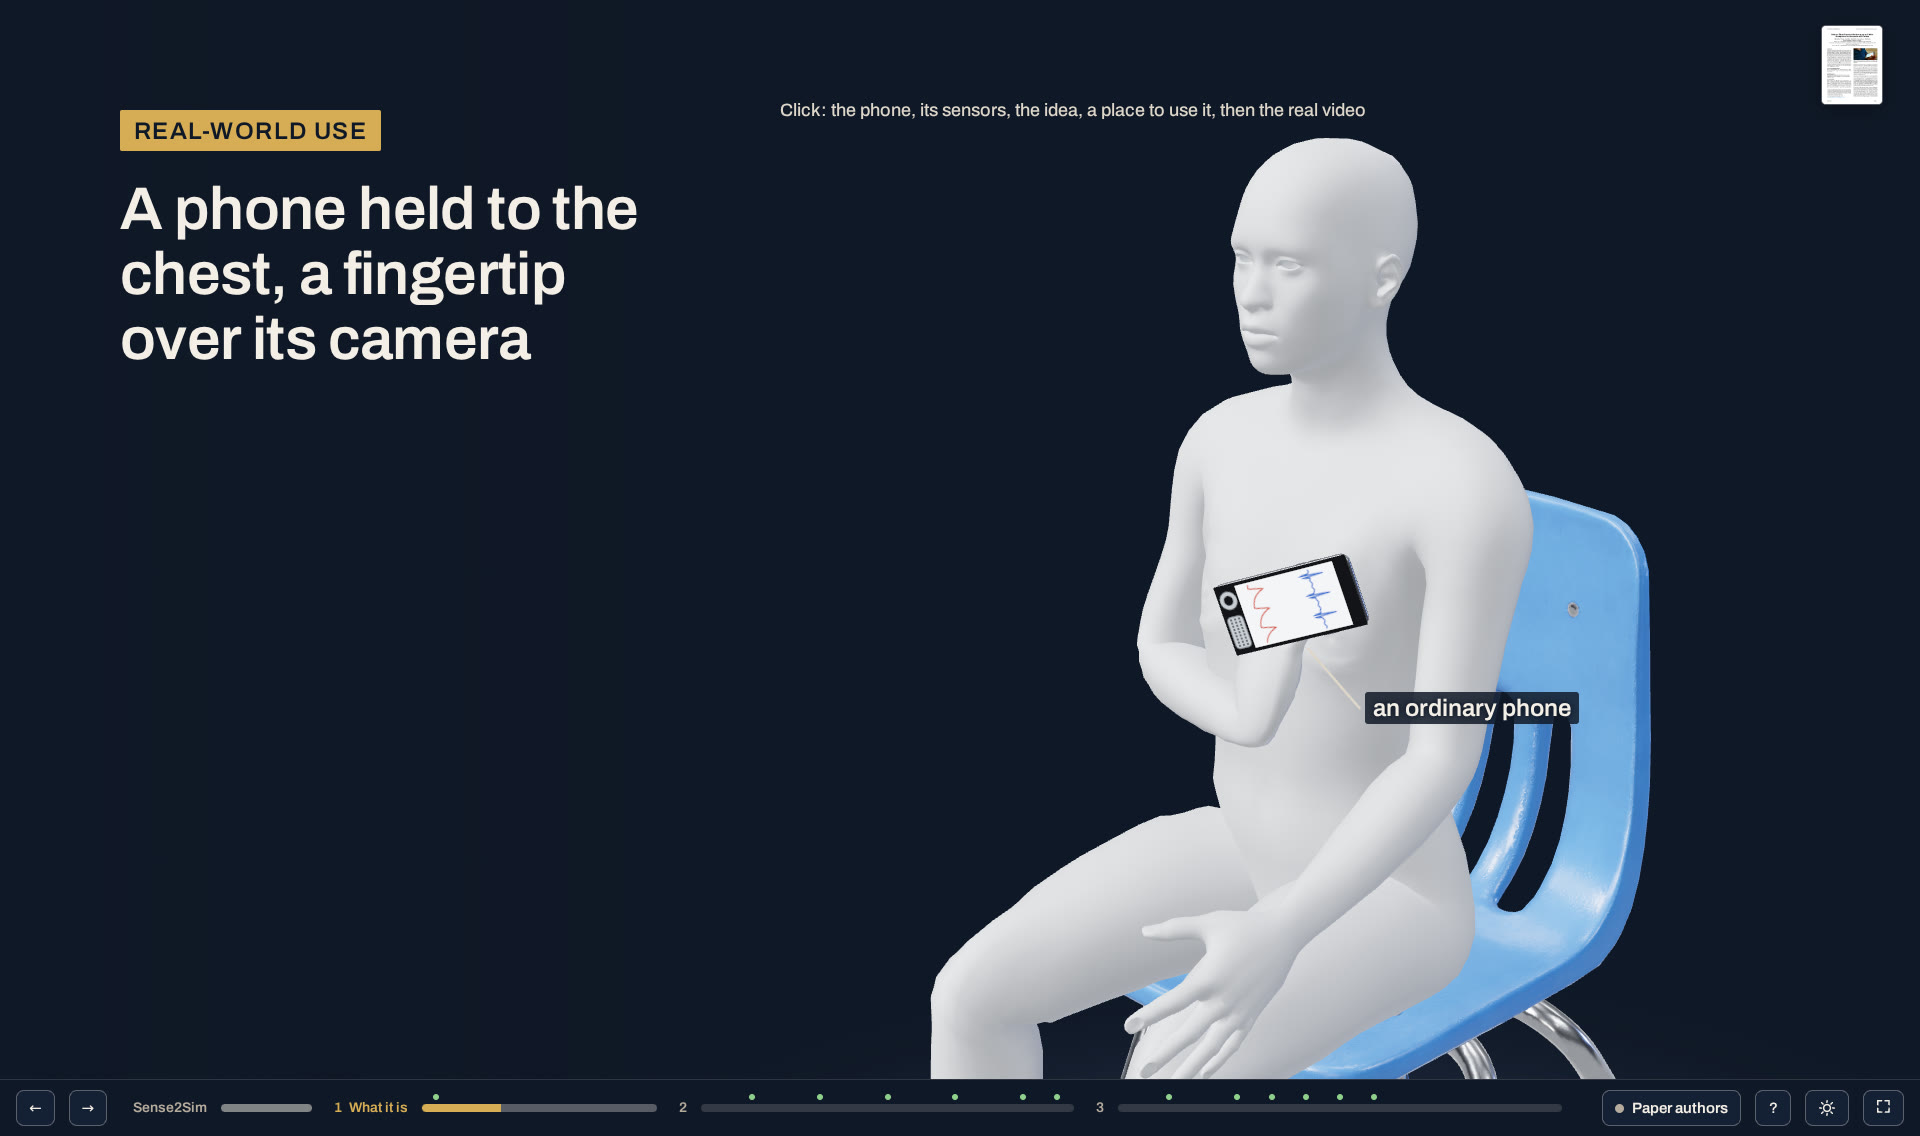 REAL-WORLD USE
A phone held to the
chest, a fingertip
over its camera
Click: the phone, its sensors, the idea, a place to use it, then the real video
an ordinary phone
←
→
Sense2Sim
1 What it is
2
3
Paper authors
?